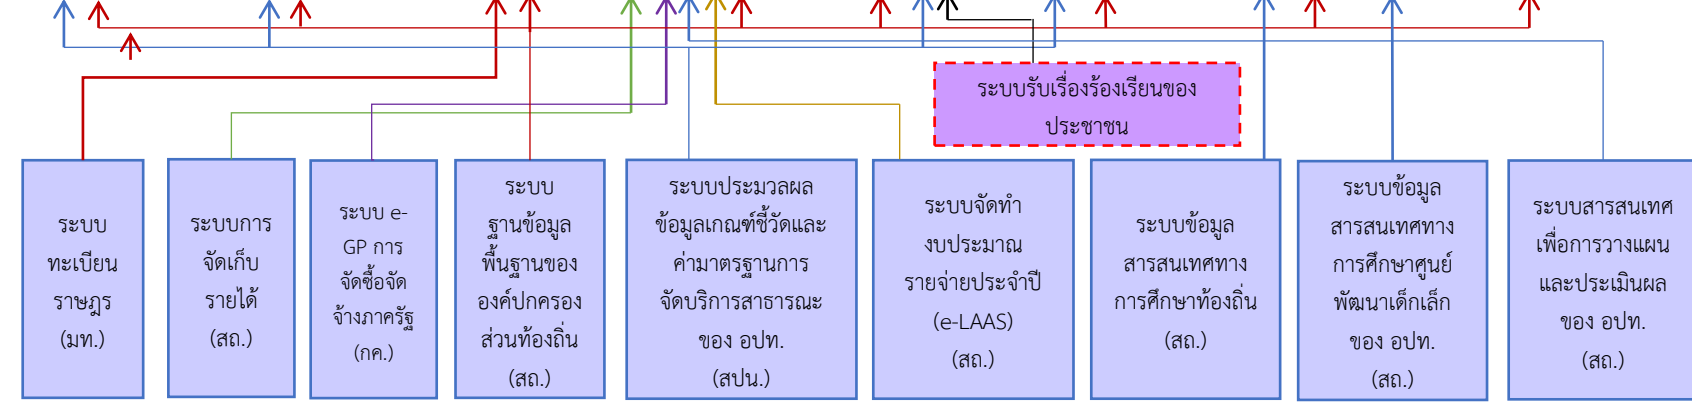 ระบบรับเรื่องร้องเรียนของ
ประชาชน
ระบบ
ทะเบียน
ราษฎร
(มท.)
ระบบการ
จัดเก็บ
รายได้
(สถ.)
ระบบ e-
GP การ
จัดซื้อจัด
จ้างภาครัฐ
(กค.)
ระบบ
ฐานข้อมูล
พื้นฐานของ
องค์ปกครอง
ส่วนท้องถิ่น
(สถ.)
ระบบประมวลผล
ข้อมูลเกณฑ์ชี้วัดและ
ค่ามาตรฐานการ
จัดบริการสาธารณะ
ของ อปท.
(สปน.)
ระบบจัดทำ
งบประมาณ
รายจ่ายประจำปี
(e-LAAS)
(สถ.)
ระบบข้อมูล
สารสนเทศทาง
การศึกษาท้องถิ่น
(สถ.)
ระบบข้อมูล
สารสนเทศทาง
การศึกษาศูนย์
พัฒนาเด็กเล็ก
ของ อปท.
(สถ.)
ระบบสารสนเทศ
เพื่อการวางแผน
และประเมินผล
ของ อปท.
(สถ.)